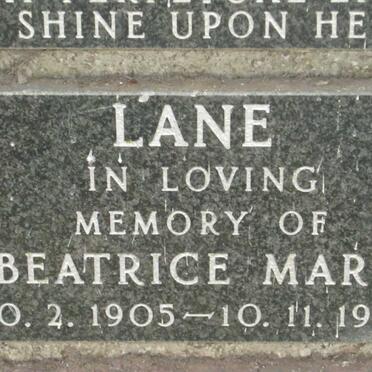 SHINE UPON HE
LANE
IN LOVING
MEMORY OF
BEATRICE MAR
0. 2. 1905 — 10. 11. 19